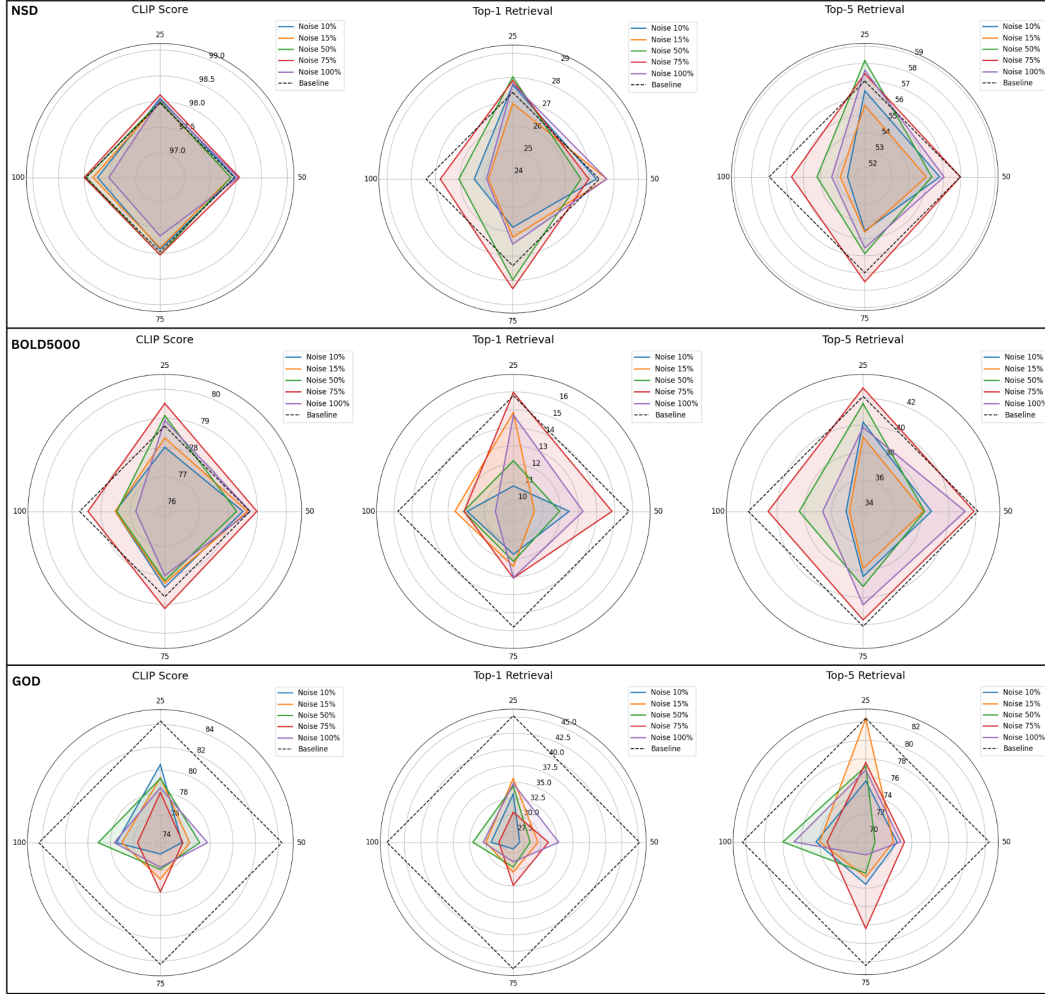 NSD
CLIP Score
25
99.0
98.5
98.0
97.5
97.0
100
50
75
Noise 10%
Noise 15%
Noise 50%
Noise 75%
Noise 100%
Baseline
Top-1 Retrieval
25
29
28
27
26
25
24
100
50
75
Noise 10%
Noise 15%
Noise 50%
Noise 75%
Noise 100%
Baseline
Top-5 Retrieval
25
59
58
57
56
55
54
53
52
100
50
75
Noise 10%
Noise 15%
Noise 50%
Noise 75%
Noise 100%
Baseline
BOLD5000
CLIP Score
25
80
79
78
77
76
100
50
75
Noise 10%
Noise 15%
Noise 50%
Noise 75%
Noise 100%
Baseline
Top-1 Retrieval
25
16
15
14
13
12
11
10
100
50
75
Noise 10%
Noise 15%
Noise 50%
Noise 75%
Noise 100%
Baseline
Top-5 Retrieval
25
42
40
38
36
34
100
50
75
Noise 10%
Noise 15%
Noise 50%
Noise 75%
Noise 100%
Baseline
GOD
CLIP Score
25
84
82
80
78
76
74
100
50
75
Noise 10%
Noise 15%
Noise 50%
Noise 75%
Noise 100%
Baseline
Top-1 Retrieval
25
45.0
42.5
40.0
37.5
35.0
32.5
30.0
27.5
100
50
75
Noise 10%
Noise 15%
Noise 50%
Noise 75%
Noise 100%
Baseline
Top-5 Retrieval
25
82
80
78
76
74
72
70
100
50
75
Noise 10%
Noise 15%
Noise 50%
Noise 75%
Noise 100%
Baseline